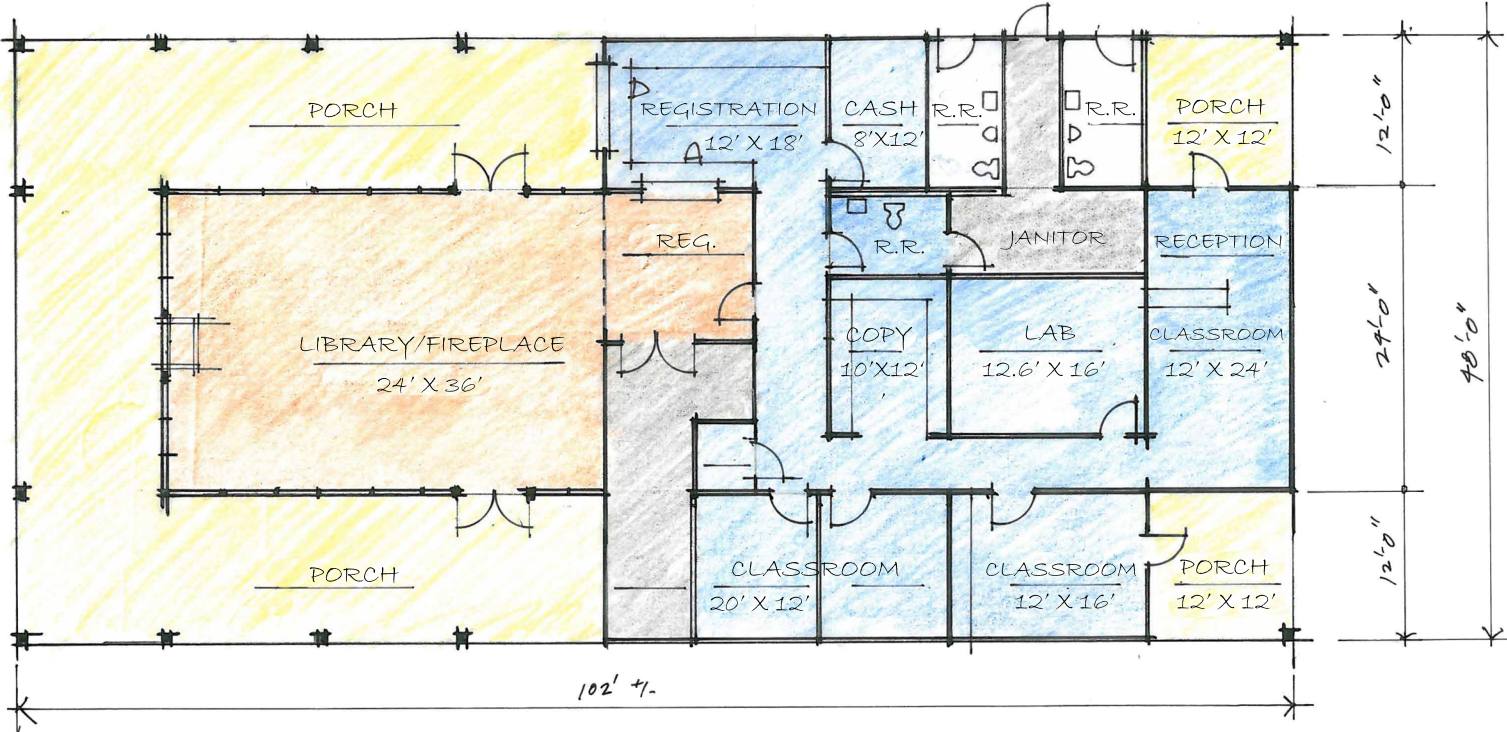 PORCH
REGISTRATION
12' X 18'
CASH
8'X12'
R.R.
R.R.
PORCH
12' X 12'
12'-0"
REG.
R.R.
JANITOR
RECEPTION
LIBRARY/FIREPLACE
24' X 36'
COPY
10'X12'
LAB
12.6' X 16'
CLASSROOM
12' X 24'
24'-0"
48'-0"
PORCH
CLASSROOM
20' X 12'
CLASSROOM
12' X 16'
PORCH
12' X 12'
12'-0"
102' +/-